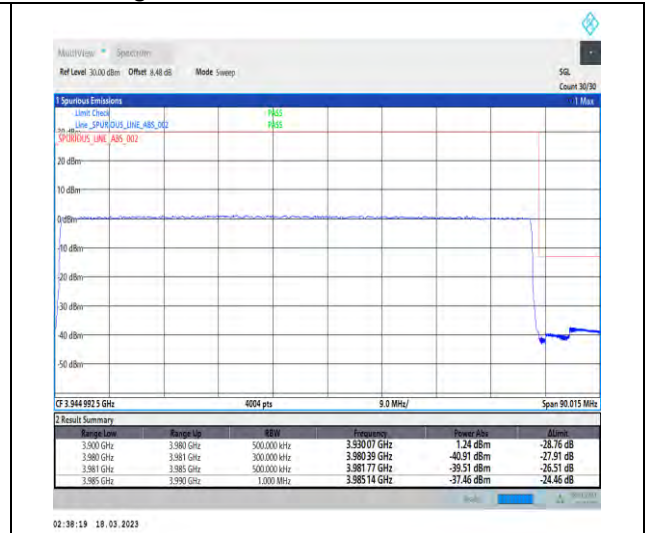 MultiView Spectrum
Ref Level 30.00 dBm Offset 8.48 dB Mode Sweep SGL
Count 30/30
1 Spurious Emissions 1 Max
Limit Check PASS
Line _SPURIOUS_LINE_ABS_002 PASS
_SPURIOUS_LINE_ABS_002
20 dBm
10 dBm
0 dBm
-10 dBm
-20 dBm
-30 dBm
-40 dBm
-50 dBm
CF 3.944 992 5 GHz 4004 pts 9.0 MHz/ Span 90.015 MHz
2 Result Summary
Range Low Range Up RBW Frequency Power Abs ΔLimit
3.900 GHz 3.980 GHz 500.000 kHz 3.930 07 GHz 1.24 dBm -28.76 dB
3.980 GHz 3.981 GHz 300.000 kHz 3.980 39 GHz -40.91 dBm -27.91 dB
3.981 GHz 3.985 GHz 500.000 kHz 3.981 77 GHz -39.51 dBm -26.51 dB
3.985 GHz 3.990 GHz 1.000 MHz 3.985 14 GHz -37.46 dBm -24.46 dB
02:38:19 18.03.2023